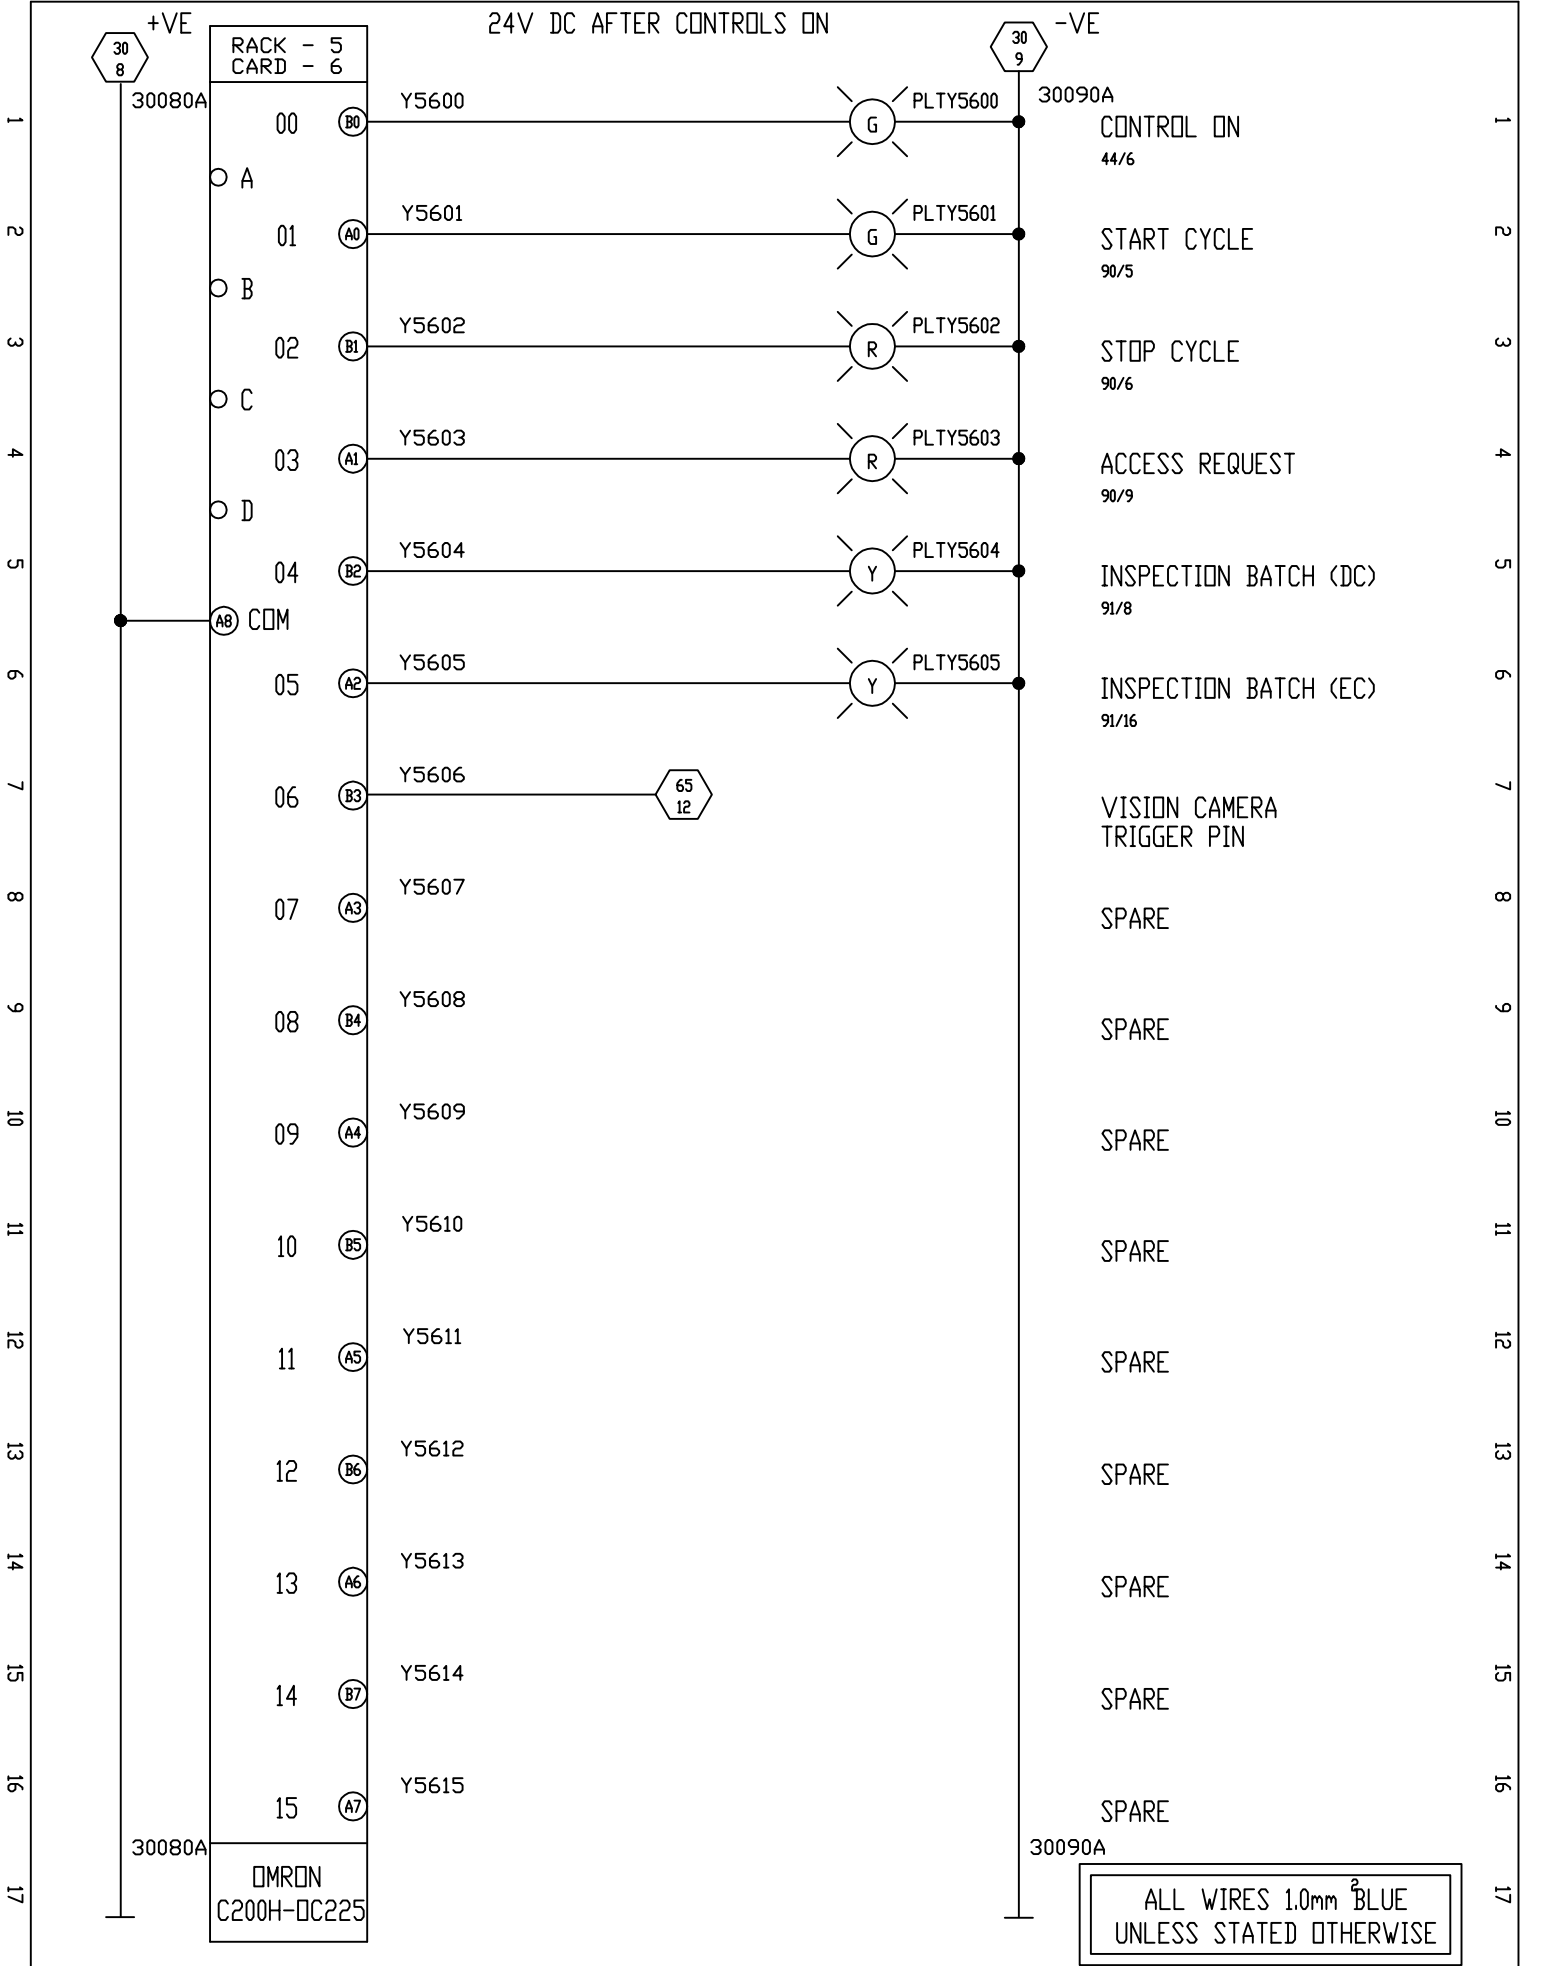 +VE
24V DC AFTER CONTROLS ON
-VE
30
8
RACK - 5
CARD - 6
30
9
30080A
30090A
1
00
B0
Y5600
G
PLTY5600
CONTROL ON
44/6
1
A
2
01
A0
Y5601
G
PLTY5601
START CYCLE
90/5
2
B
3
02
B1
Y5602
R
PLTY5602
STOP CYCLE
90/6
3
C
4
03
A1
Y5603
R
PLTY5603
ACCESS REQUEST
90/9
4
D
5
04
B2
Y5604
Y
PLTY5604
INSPECTION BATCH (DC)
91/8
5
A8
COM
6
05
A2
Y5605
Y
PLTY5605
INSPECTION BATCH (EC)
91/16
6
7
06
B3
Y5606
65
12
VISION CAMERA
TRIGGER PIN
7
8
07
A3
Y5607
SPARE
8
9
08
B4
Y5608
SPARE
9
10
09
A4
Y5609
SPARE
10
11
10
B5
Y5610
SPARE
11
12
11
A5
Y5611
SPARE
12
13
12
B6
Y5612
SPARE
13
14
13
A6
Y5613
SPARE
14
15
14
B7
Y5614
SPARE
15
16
15
A7
Y5615
SPARE
16
30080A
30090A
17
OMRON
C200H-OC225
ALL WIRES 1.0mm² BLUE
UNLESS STATED OTHERWISE
17